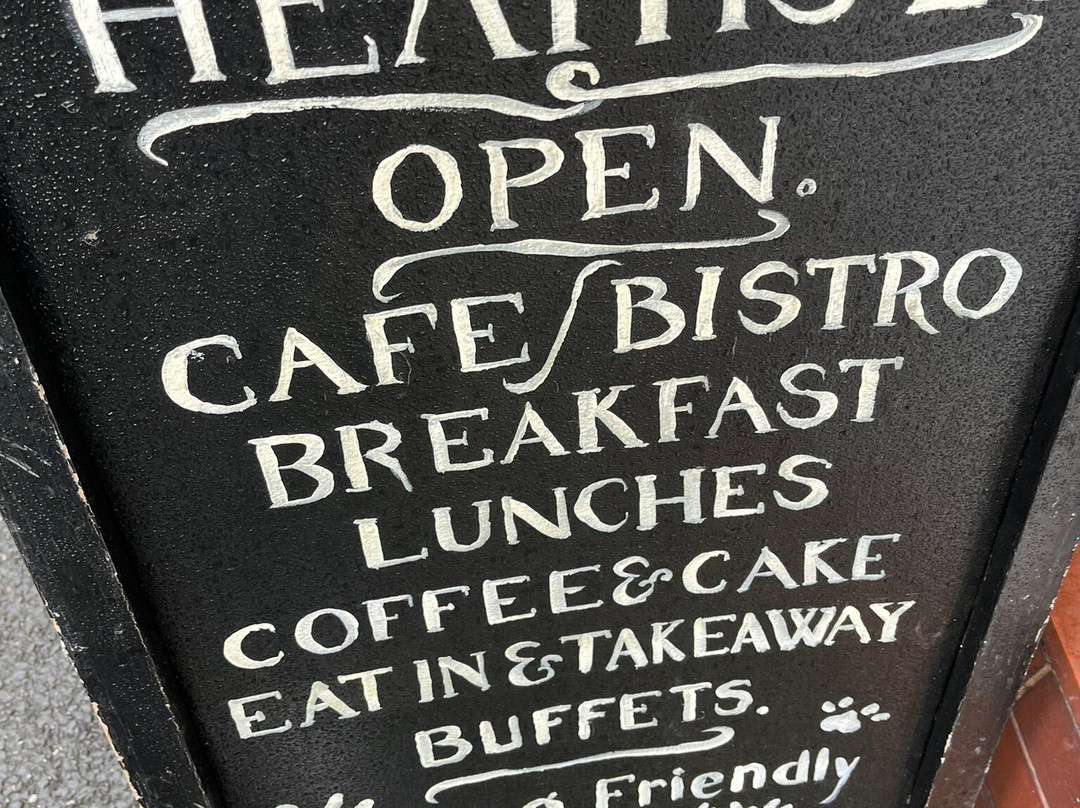 OPEN.
CAFE/BISTRO
BREAKFAST
LUNCHES
COFFEE & CAKE
EAT IN & TAKEAWAY
BUFFETS.
Friendly